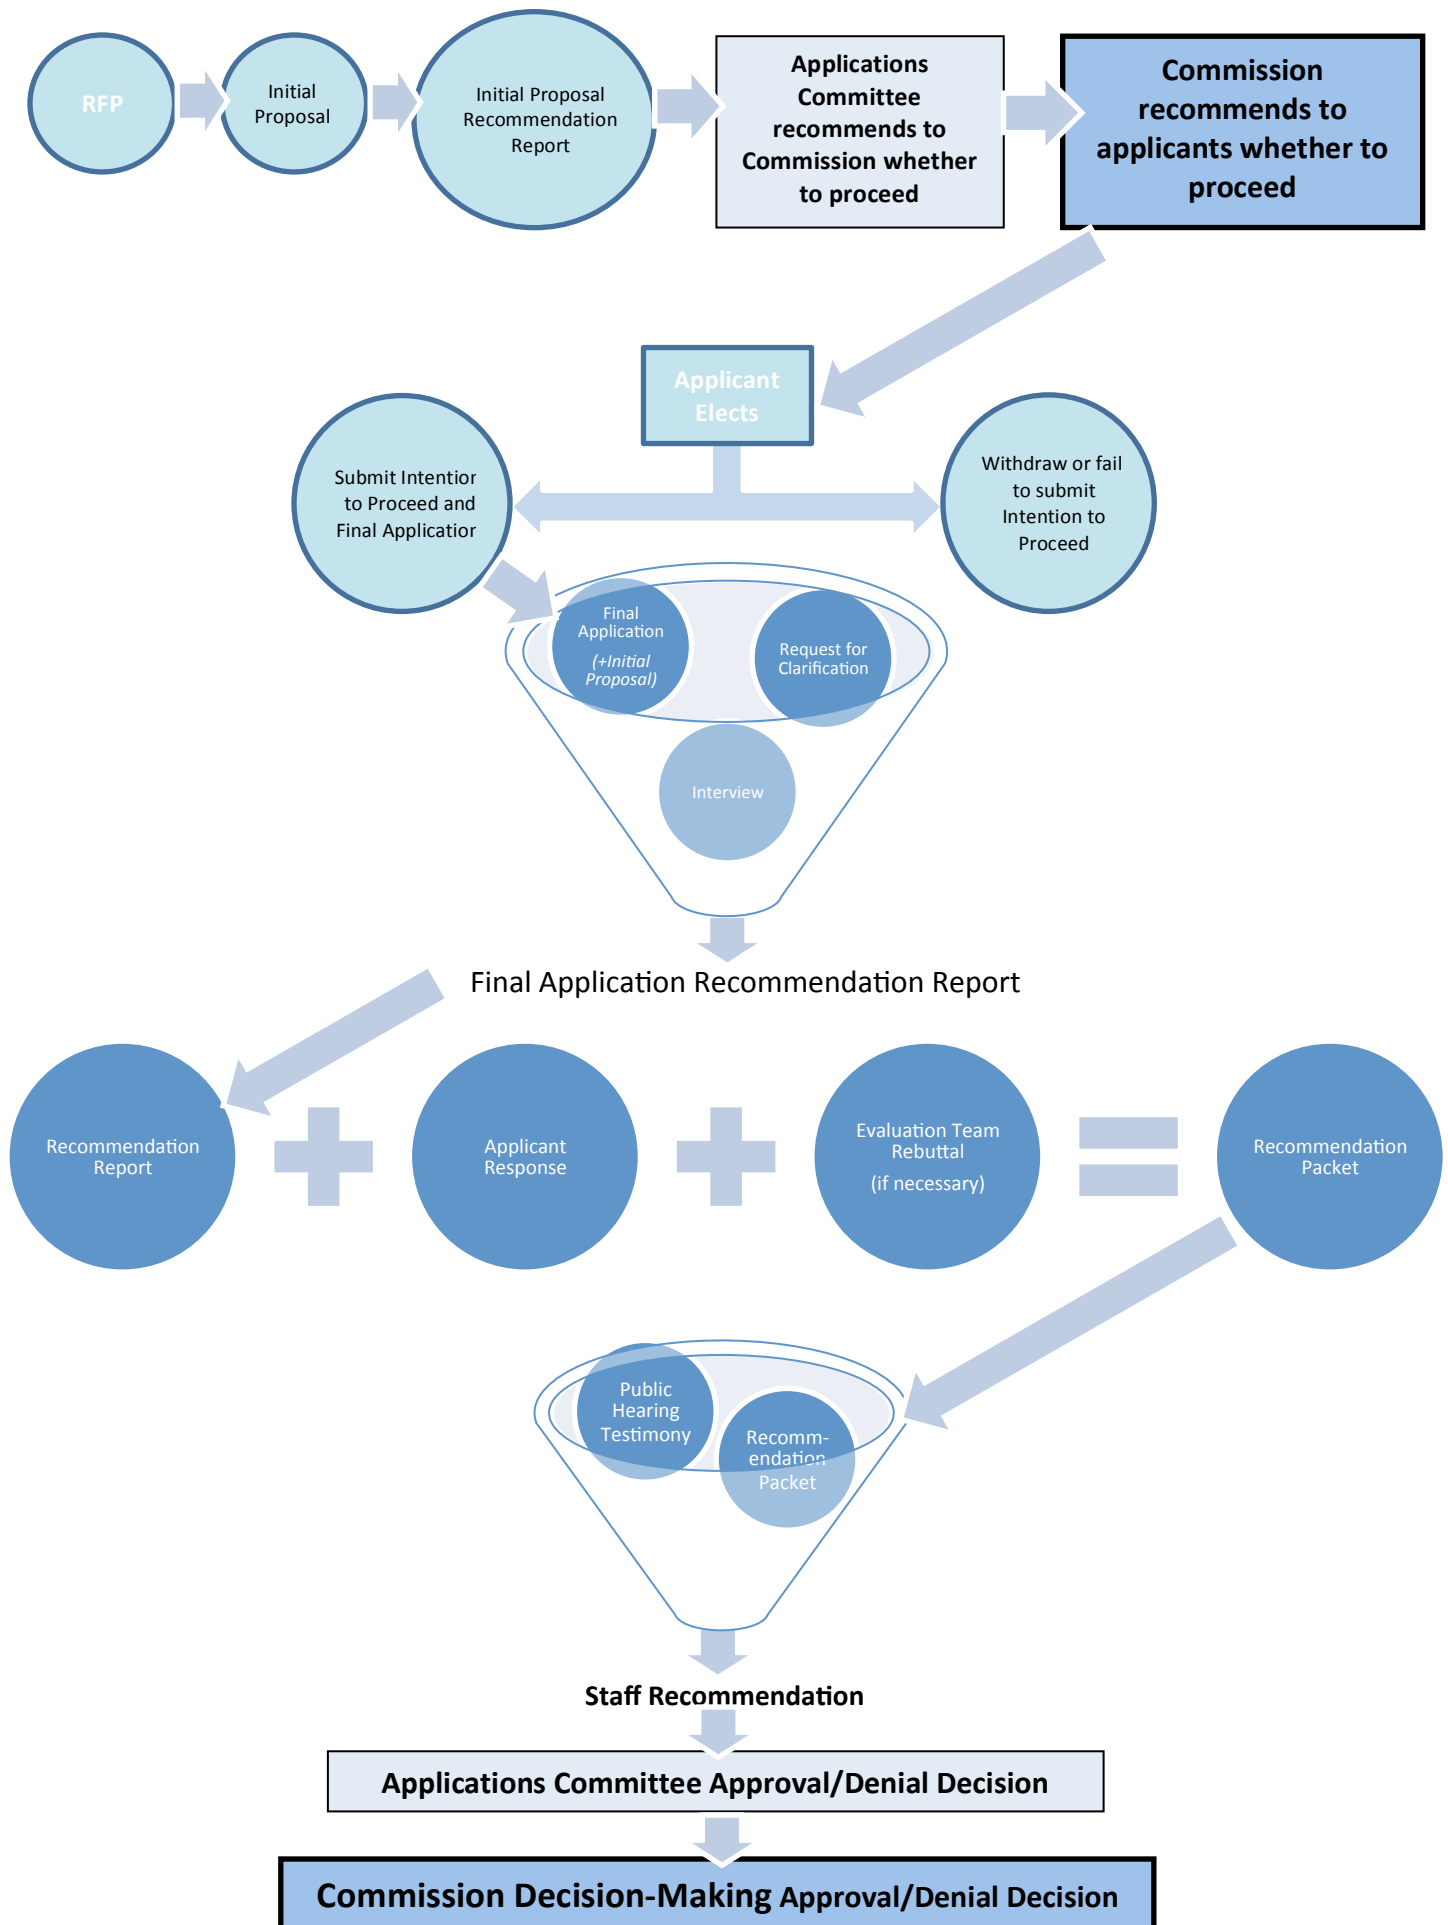 RFP
Initial
Proposal
Initial Proposal
Recommendation
Report
Applications
Committee
recommends to
Commission whether
to proceed
Commission
recommends to
applicants whether to
proceed
Applicant
Elects
Submit Intention
to Proceed and
Final Application
Withdraw or fail
to submit
Intention to
Proceed
Final
Application
(+Initial
Proposal)
Request for
Clarification
Interview
Final Application Recommendation Report
Recommendation
Report
Applicant
Response
Evaluation Team
Rebuttal
(if necessary)
Recommendation
Packet
Public
Hearing
Testimony
Recomm-
endation
Packet
Staff Recommendation
Applications Committee Approval/Denial Decision
Commission Decision-Making Approval/Denial Decision